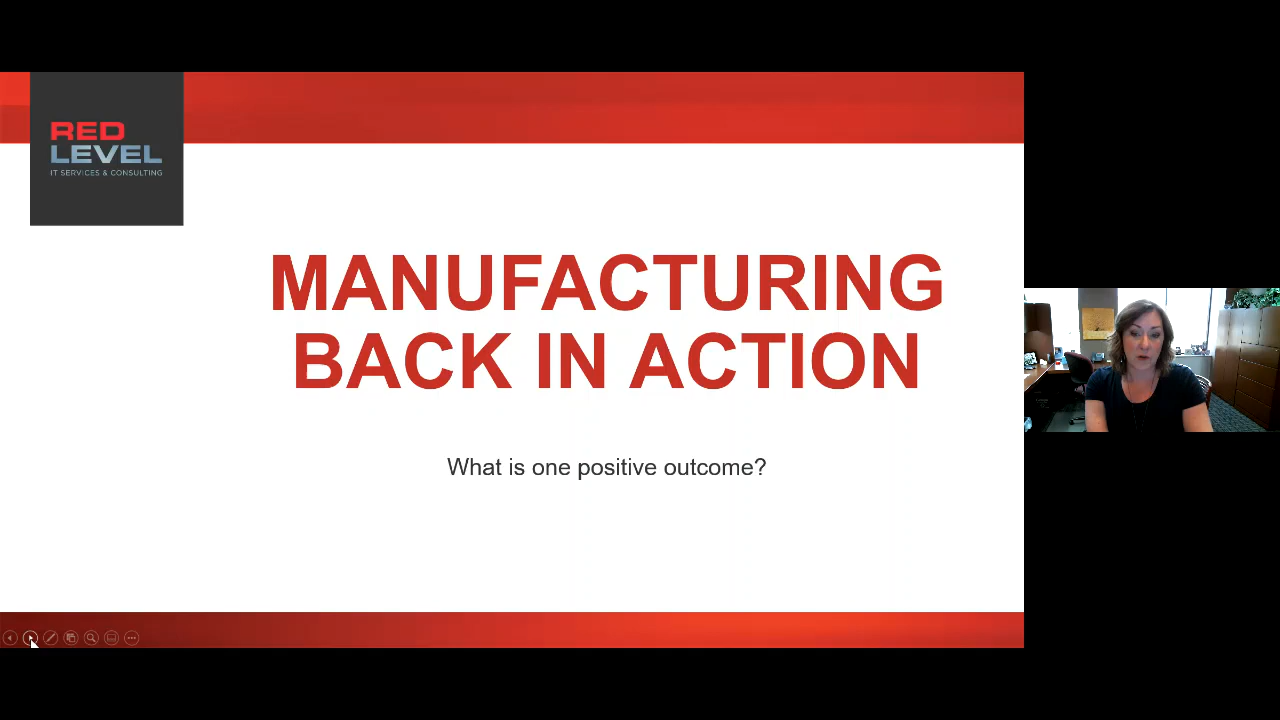 RED
LEVEL
IT SERVICES & CONSULTING
MANUFACTURING
BACK IN ACTION
What is one positive outcome?